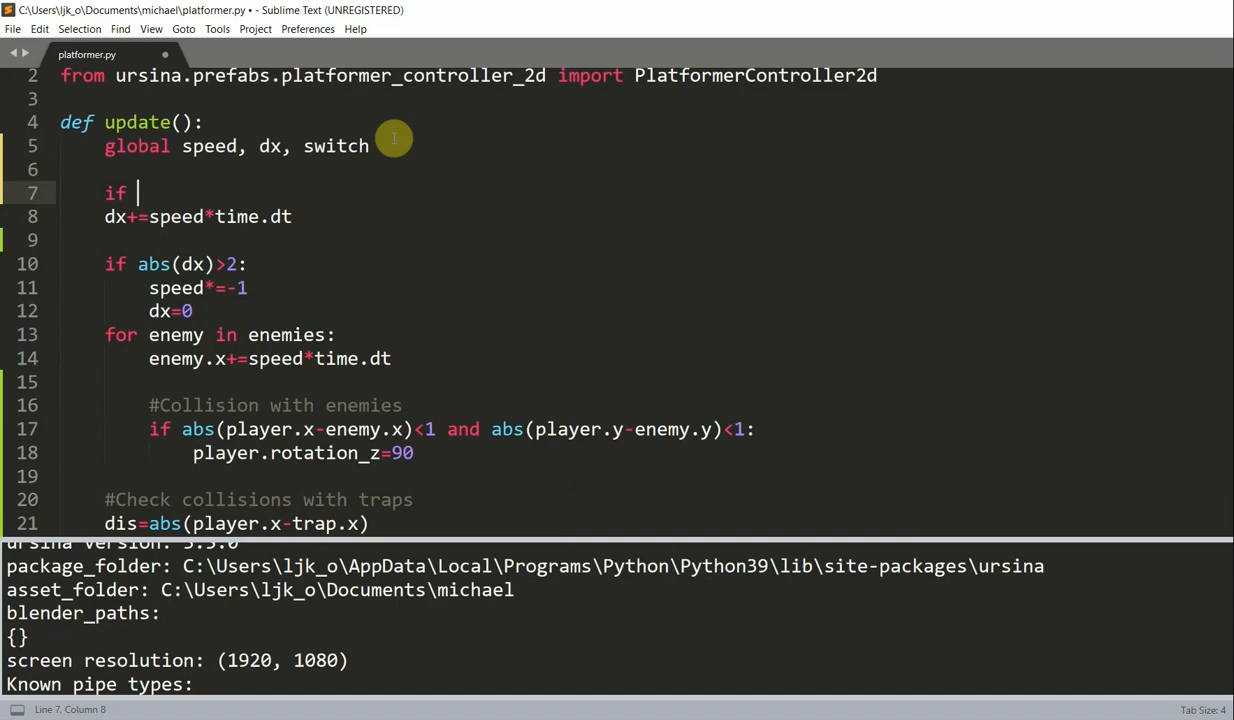 C:\Users\ljk_o\Documents\michael\platformer.py • - Sublime Text (UNREGISTERED)
File Edit Selection Find View Goto Tools Project Preferences Help
platformer.py
2 from ursina.prefabs.platformer_controller_2d import PlatformerController2d
3
4 def update():
5     global speed, dx, switch
6
7     if
8     dx+=speed*time.dt
9
10     if abs(dx)>2:
11         speed*=-1
12         dx=0
13     for enemy in enemies:
14         enemy.x+=speed*time.dt
15
16         #Collision with enemies
17         if abs(player.x-enemy.x)<1 and abs(player.y-enemy.y)<1:
18             player.rotation_z=90
19
20     #Check collisions with traps
21     dis=abs(player.x-trap.x)
package_folder: C:\Users\ljk_o\AppData\Local\Programs\Python\Python39\lib\site-packages\ursina
asset_folder: C:\Users\ljk_o\Documents\michael
blender_paths:
{}
screen resolution: (1920, 1080)
Known pipe types:
Line 7, Column 8 Tab Size: 4